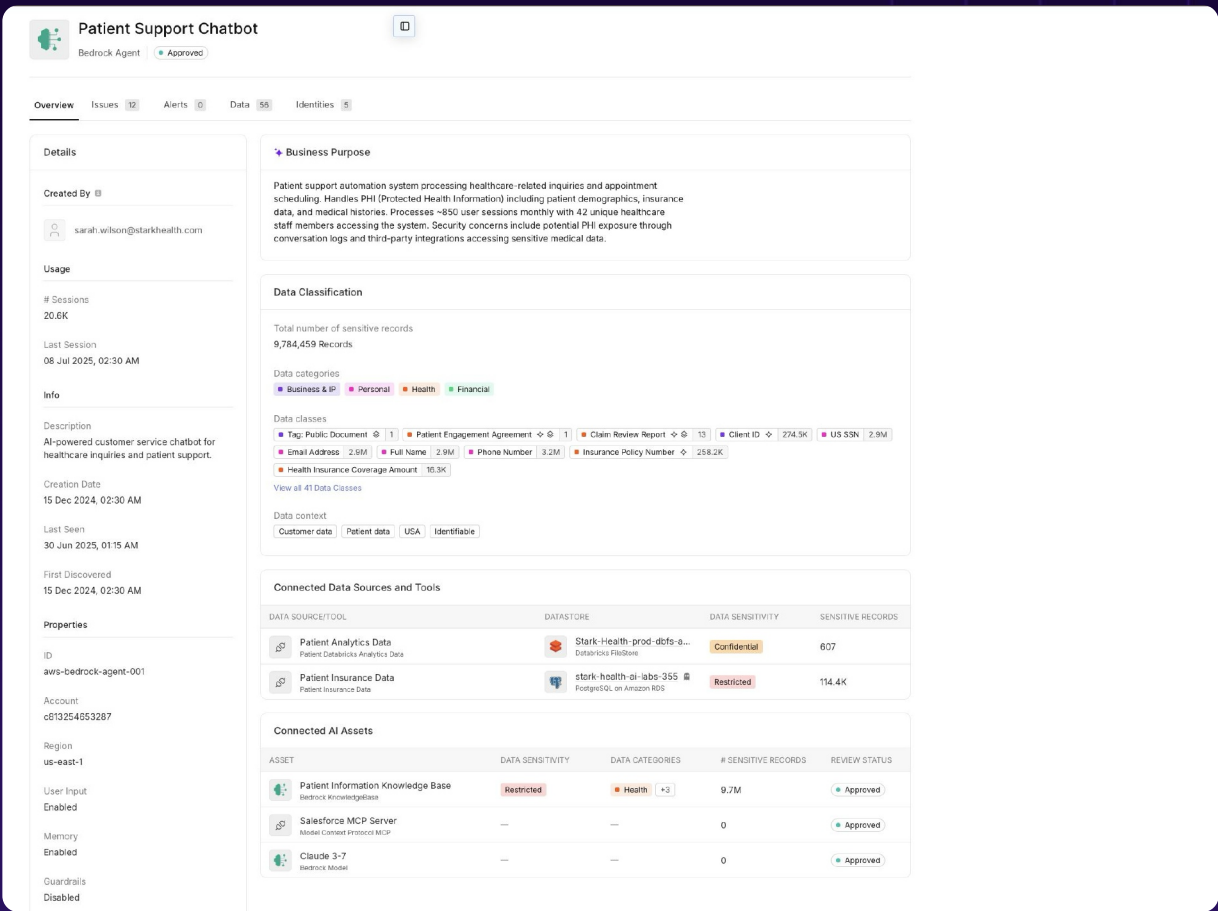 Patient Support Chatbot
Bedrock Agent
Approved
Overview
Issues 12
Alerts 0
Data 56
Identities 5
Details
Created By
sarah.wilson@starkhealth.com
Usage
# Sessions
20.6K
Last Session
08 Jul 2025, 02:30 AM
Info
Description
AI-powered customer service chatbot for
healthcare inquiries and patient support.
Creation Date
15 Dec 2024, 02:30 AM
Last Seen
30 Jun 2025, 01:15 AM
First Discovered
15 Dec 2024, 02:30 AM
Properties
ID
aws-bedrock-agent-001
Account
c813254653287
Region
us-east-1
User Input
Enabled
Memory
Enabled
Guardrails
Disabled
Business Purpose
Patient support automation system processing healthcare-related inquiries and appointment
scheduling. Handles PHI (Protected Health Information) including patient demographics, insurance
data, and medical histories. Processes ~850 user sessions monthly with 42 unique healthcare
staff members accessing the system. Security concerns include potential PHI exposure through
conversation logs and third-party integrations accessing sensitive medical data.
Data Classification
Total number of sensitive records
9,784,459 Records
Data categories
Business & IP Personal Health Financial
Data classes
Tag: Public Document 1 Patient Engagement Agreement 1 Claim Review Report 13 Client ID 274.5K US SSN 2.9M
Email Address 2.9M Full Name 2.9M Phone Number 3.2M Insurance Policy Number 258.2K
Health Insurance Coverage Amount 16.3K
View all 41 Data Classes
Data context
Customer data Patient data USA Identifiable
Connected Data Sources and Tools
DATA SOURCE/TOOL DATASTORE DATA SENSITIVITY SENSITIVE RECORDS
Patient Analytics Data Stark-Health-prod-dbfs-a... Confidential 607
Patient Databricks Analytics Data Databricks FileStore
Patient Insurance Data stark-health-ai-labs-355 Restricted 114.4K
Patient Insurance Data PostgreSQL on Amazon RDS
Connected AI Assets
ASSET DATA SENSITIVITY DATA CATEGORIES # SENSITIVE RECORDS REVIEW STATUS
Patient Information Knowledge Base Restricted Health +3 9.7M Approved
Bedrock KnowledgeBase
Salesforce MCP Server — — 0 Approved
Model Context Protocol MCP
Claude 3-7 — — 0 Approved
Bedrock Model